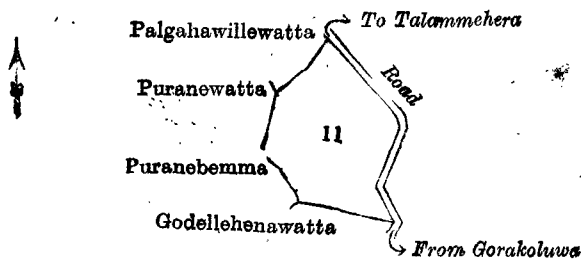 To Talammehera
Palgahawillewatta
Road
Puranewatta
11
Puranebemma
Godellehenawatta
From Gorakoluwa